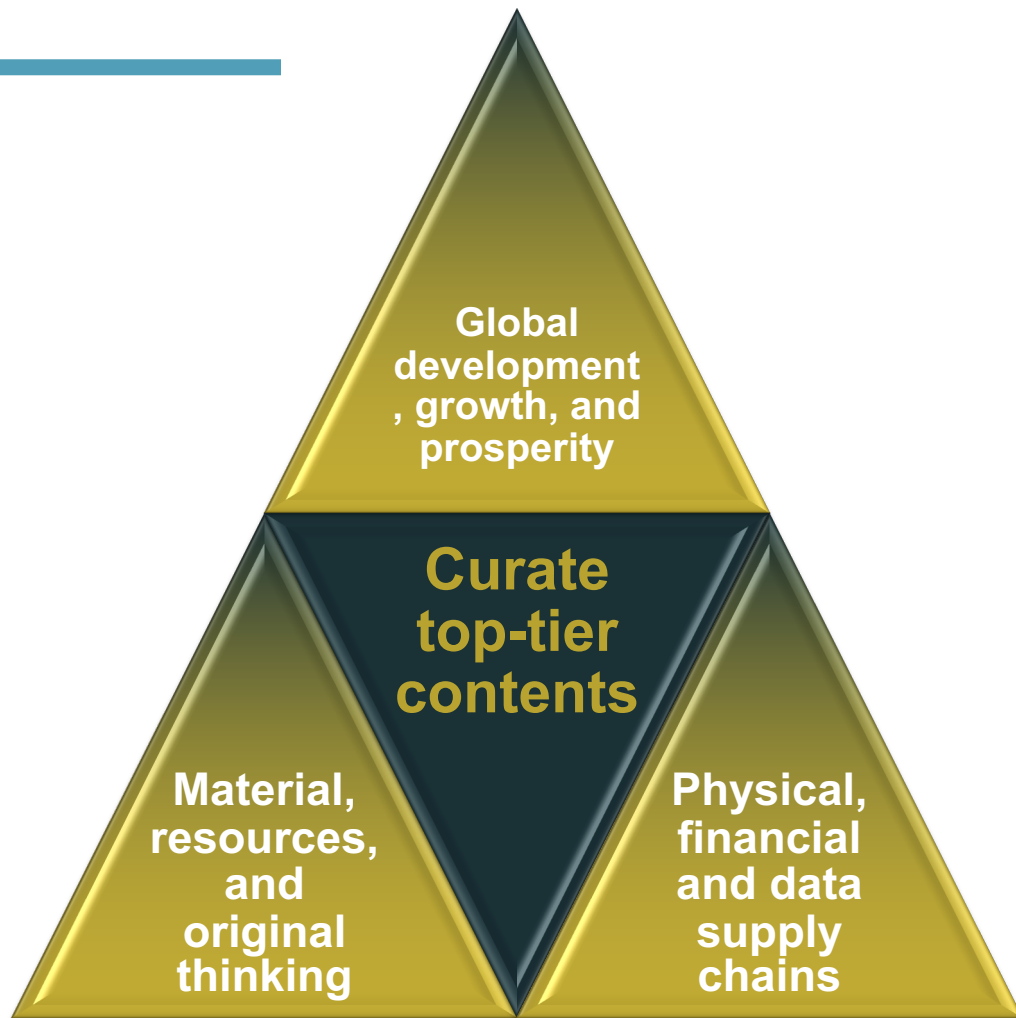 Global
development
, growth, and
prosperity
Curate
top-tier
contents
Material,
resources,
and
original
thinking
Physical,
financial
and data
supply
chains